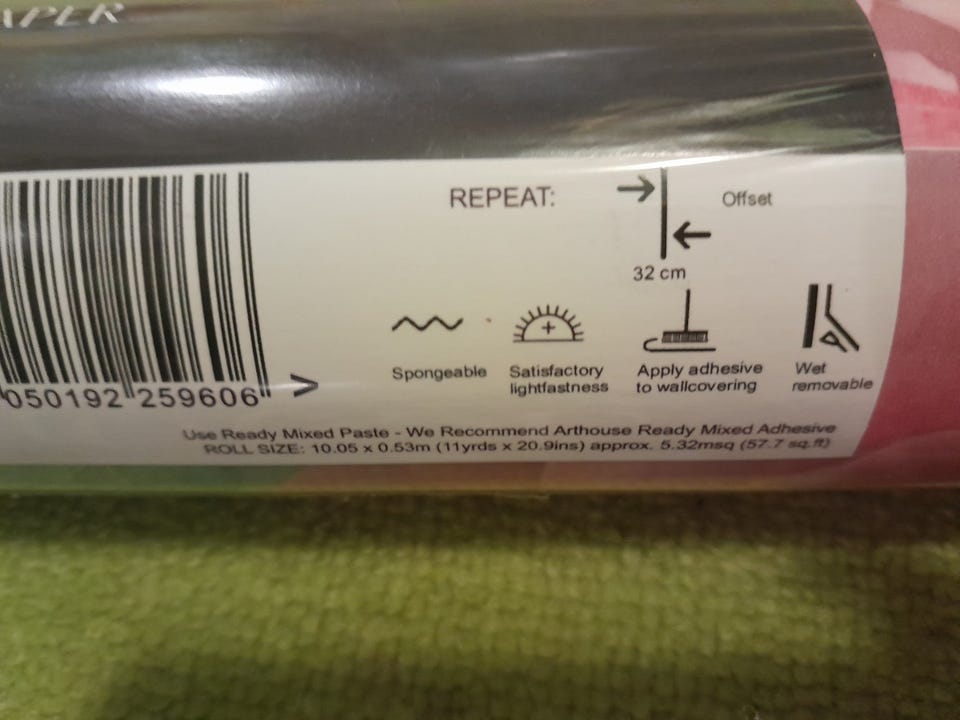 REPEAT:
Offset
32 cm
Spongeable
Satisfactory
lightfastness
Apply adhesive
to wallcovering
Wet
removable
050192 259606 >
Use Ready Mixed Paste - We Recommend Arthouse Ready Mixed Adhesive
ROLL SIZE: 10.05 x 0.53m (11yrds x 20.9ins) approx. 5.32msq (57.7 sq.ft)